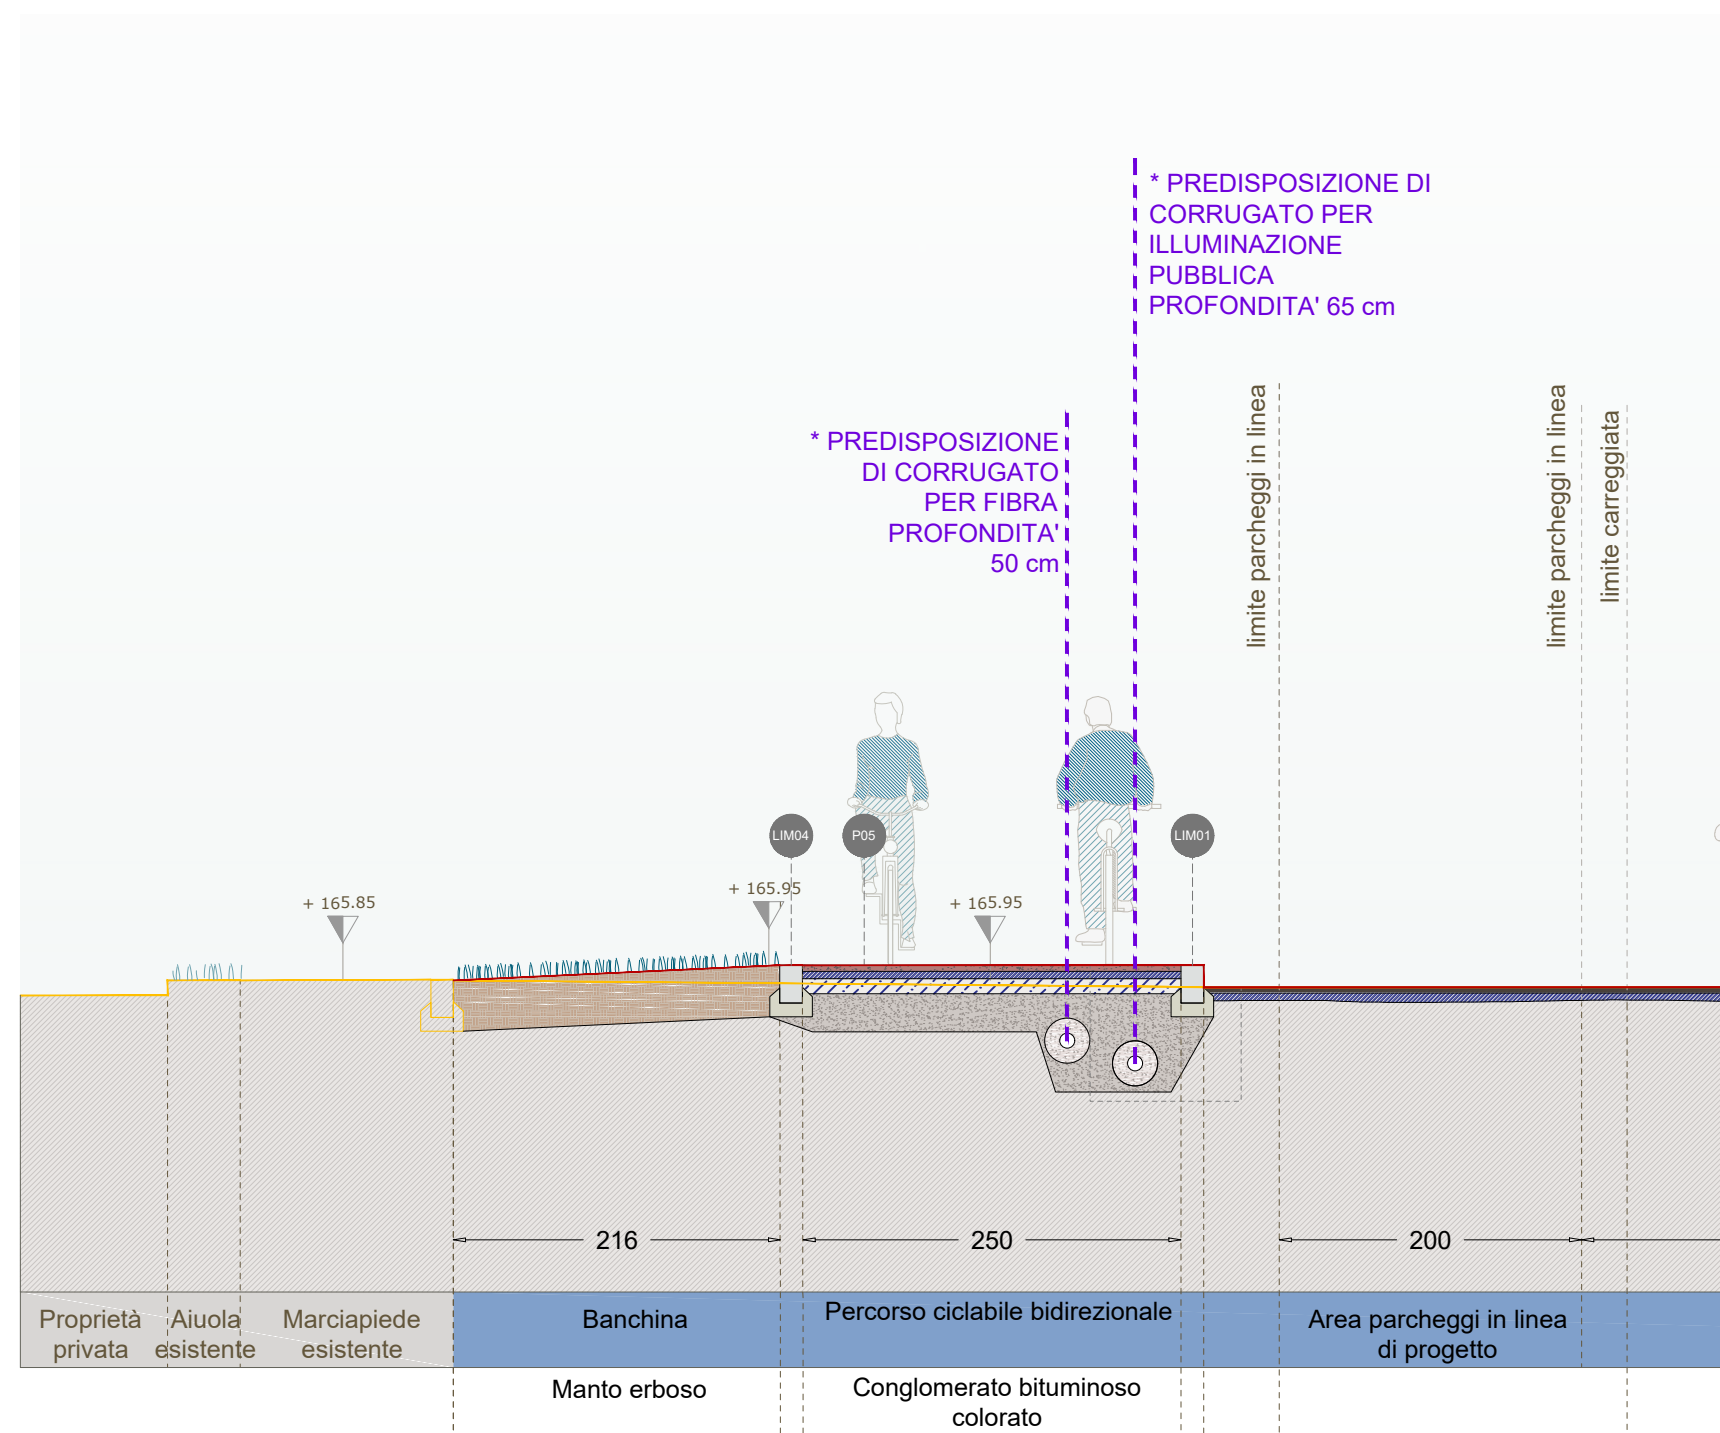 * PREDISPOSIZIONE DI
CORRUGATO PER
ILLUMINAZIONE
PUBBLICA
PROFONDITA' 65 cm
* PREDISPOSIZIONE
DI CORRUGATO
PER FIBRA
PROFONDITA'
50 cm
limite parcheggi in linea
limite parcheggi in linea
limite carreggiata
LIM04
P05
LIM01
+ 165.85
+ 165.95
+ 165.95
216
250
200
Proprietà
privata
Aiuola
esistente
Marciapiede
esistente
Banchina
Percorso ciclabile bidirezionale
Area parcheggi in linea
di progetto
Manto erboso
Conglomerato bituminoso
colorato